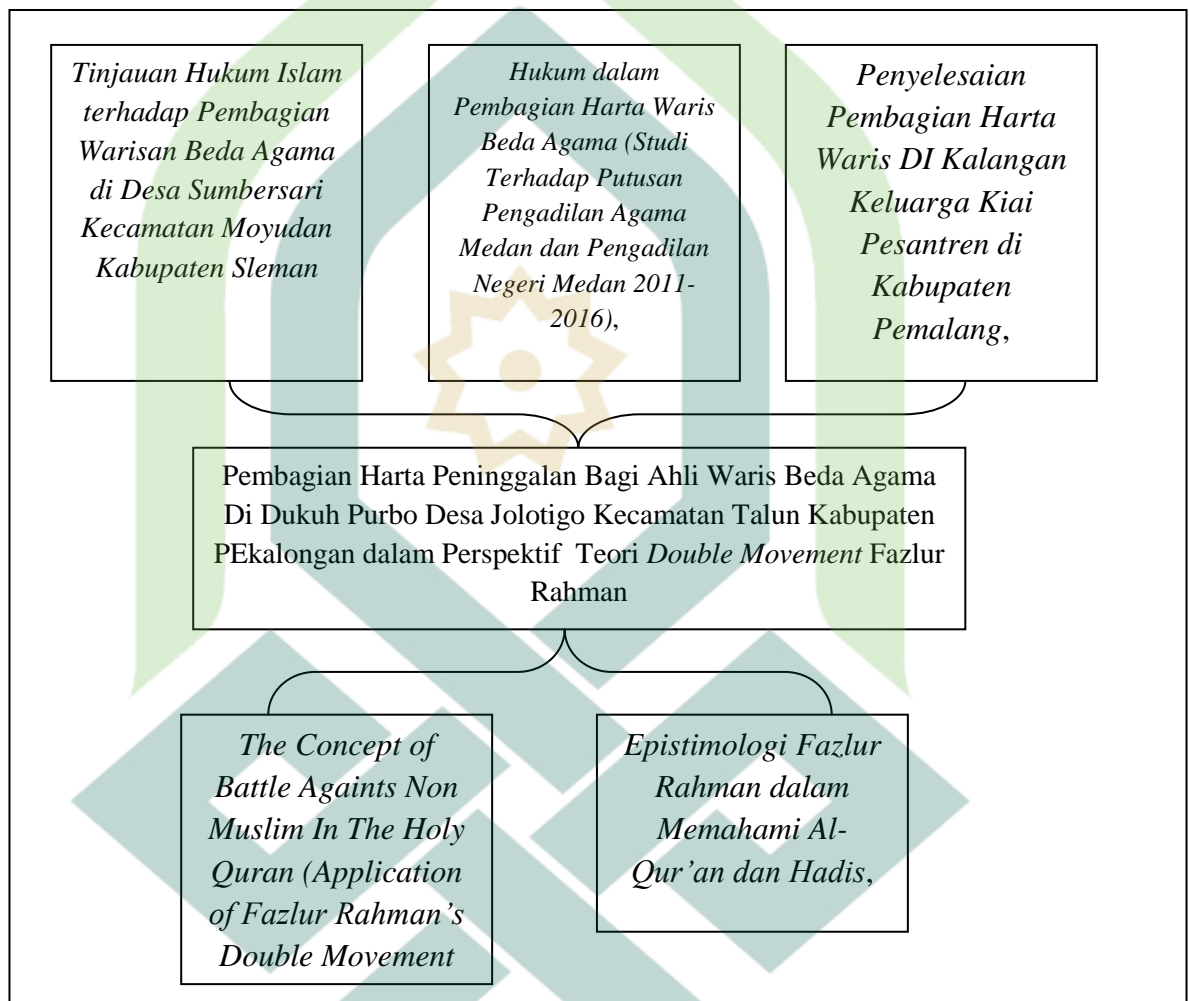 Tinjauan Hukum Islam
terhadap Pembagian
Warisan Beda Agama
di Desa Sumbersari
Kecamatan Moyudan
Kabupaten Sleman
Hukum dalam
Pembagian Harta Waris
Beda Agama (Studi
Terhadap Putusan
Pengadilan Agama
Medan dan Pengadilan
Negeri Medan 2011-
2016),
Penyelesaian
Pembagian Harta
Waris DI Kalangan
Keluarga Kiai
Pesantren di
Kabupaten
Pemalang,
Pembagian Harta Peninggalan Bagi Ahli Waris Beda Agama
Di Dukuh Purbo Desa Jolotigo Kecamatan Talun Kabupaten
PEkalongan dalam Perspektif Teori Double Movement Fazlur
Rahman
The Concept of
Battle Againts Non
Muslim In The Holy
Quran (Application
of Fazlur Rahman's
Double Movement
Epistimologi Fazlur
Rahman dalam
Memahami Al-
Qur'an dan Hadis,